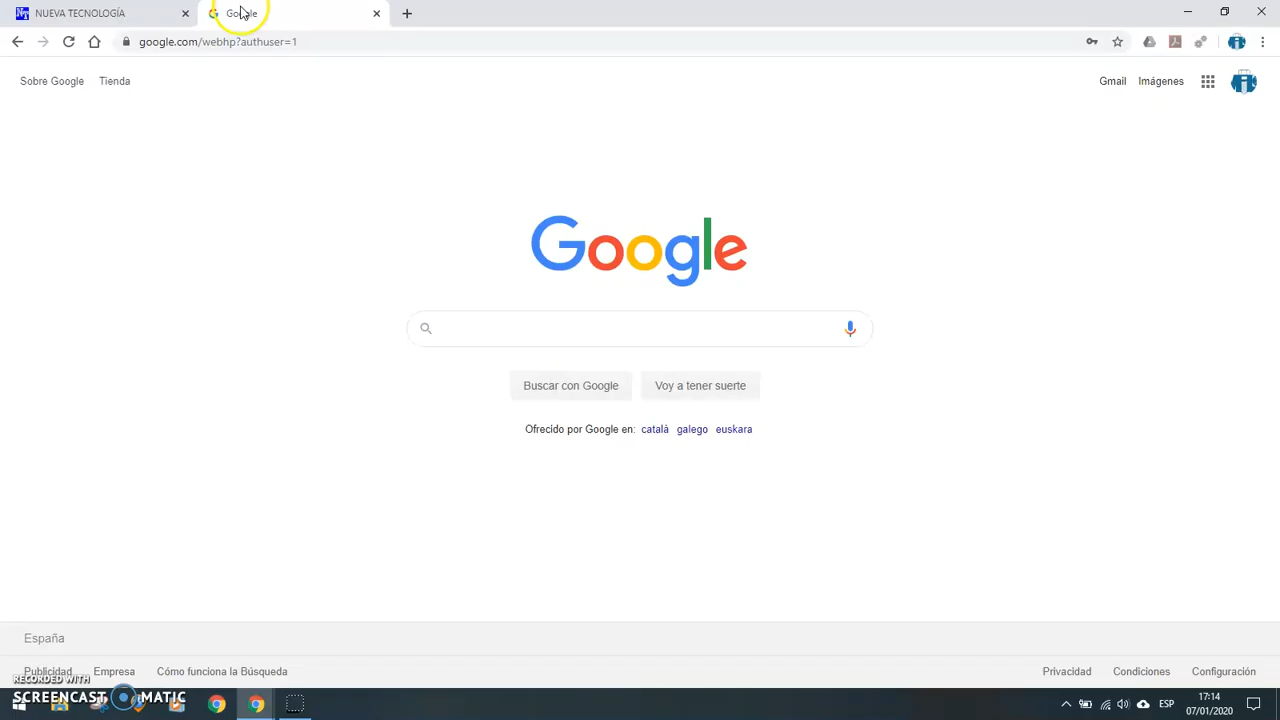 NUEVA TECNOLOGÍA
Google
google.com/webhp?authuser=1
Sobre Google Tienda
Gmail Imágenes
Google
Buscar con Google Voy a tener suerte
Ofrecido por Google en: català galego euskara
España
Publicidad Empresa Cómo funciona la Búsqueda
Privacidad Condiciones Configuración
RECORDED WITH
SCREENCAST MATIC
ESP
17:14
07/01/2020